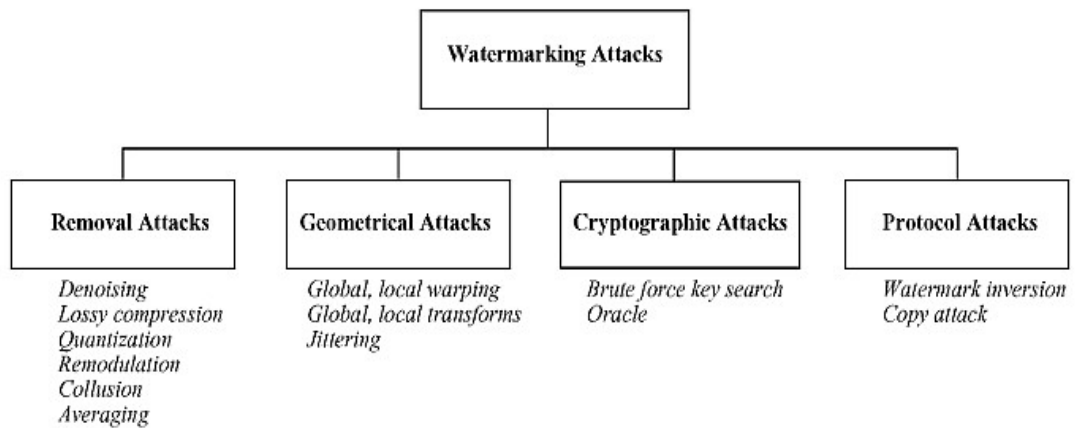 Watermarking Attacks
Removal Attacks
Denoising
Lossy compression
Quantization
Remodulation
Collusion
Averaging
Geometrical Attacks
Global, local warping
Global, local transforms
Jittering
Cryptographic Attacks
Brute force key search
Oracle
Protocol Attacks
Watermark inversion
Copy attack